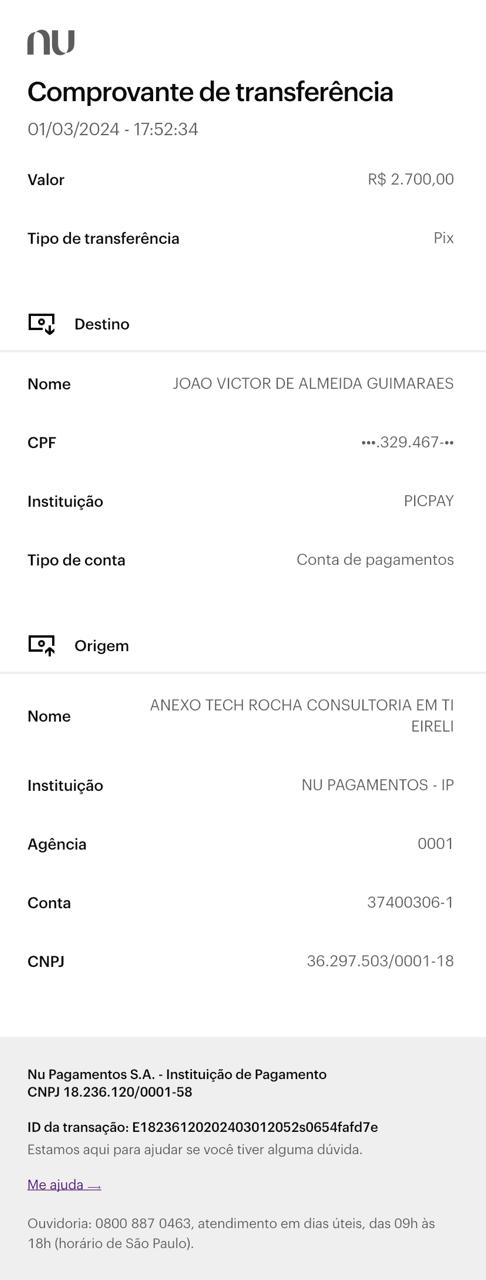 nu
Comprovante de transferência
01/03/2024 - 17:52:34
Valor R$ 2.700,00
Tipo de transferência Pix
Destino
Nome JOAO VICTOR DE ALMEIDA GUIMARAES
CPF •••.329.467-••
Instituição PICPAY
Tipo de conta Conta de pagamentos
Origem
Nome ANEXO TECH ROCHA CONSULTORIA EM TI
EIRELI
Instituição NU PAGAMENTOS - IP
Agência 0001
Conta 37400306-1
CNPJ 36.297.503/0001-18
Nu Pagamentos S.A. - Instituição de Pagamento
CNPJ 18.236.120/0001-58
ID da transação: E18236120202403012052s0654fafd7e
Estamos aqui para ajudar se você tiver alguma dúvida.
Me ajuda →
Ouvidoria: 0800 887 0463, atendimento em dias úteis, das 09h às
18h (horário de São Paulo).